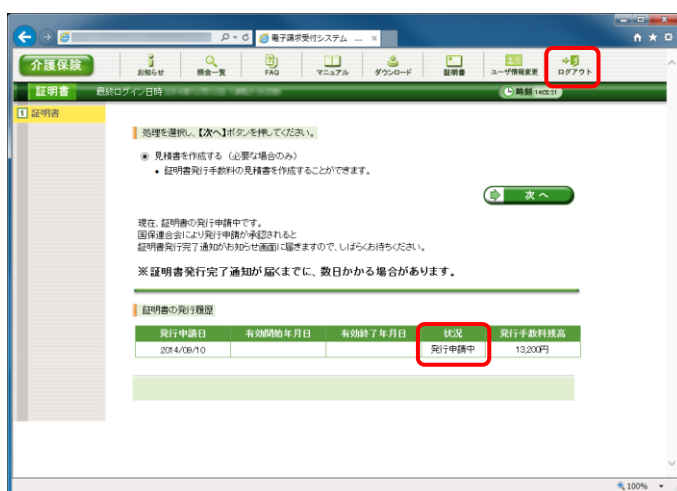 電子請求受付システム ...
介護保険
お知らせ 照会一覧 FAQ マニュアル ダウンロード 証明書 ユーザ情報変更 ログアウト
証明書 最終ログイン日時 時刻 14:02:21
1 証明書
処理を選択し、【次へ】ボタンを押してください。
見積書を作成する (必要な場合のみ)
• 証明書発行手数料の見積書を作成することができます。
次へ
現在、証明書の発行申請中です。
国保連合会により発行申請が承認されると
証明書発行完了通知がお知らせ画面に届きますので、しばらくお待ちください。
※証明書発行完了通知が届くまでに、数日かかる場合があります。
証明書の発行履歴
発行申請日 有効開始年月日 有効終了年月日 状況 発行手数料残高
2014/09/10 発行申請中 13,200円
100%